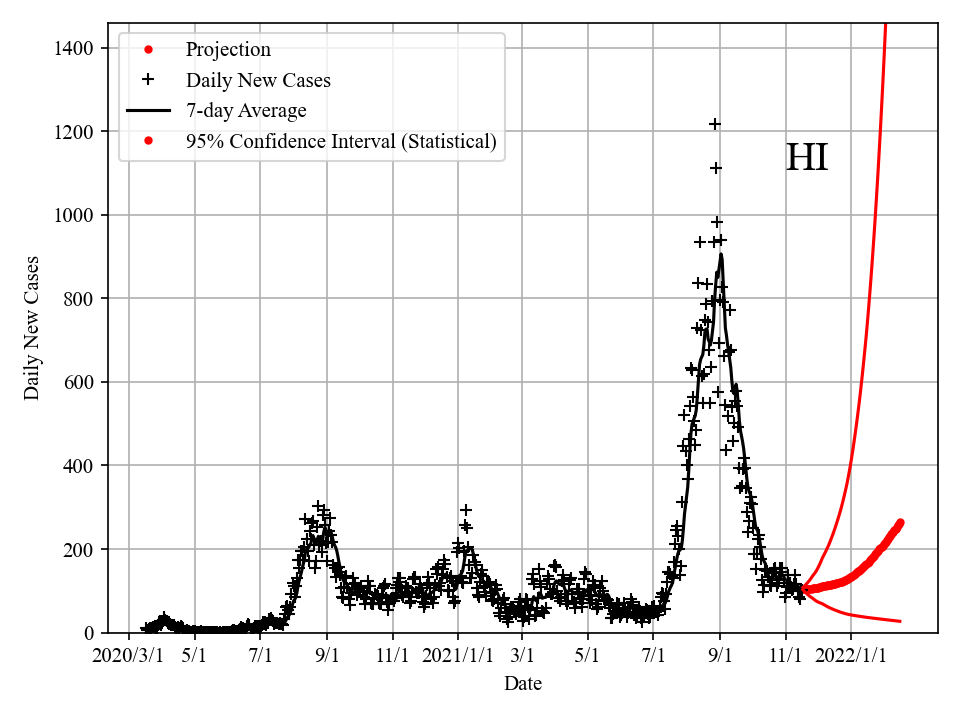 1400
1200
1000
800
600
400
200
0
Daily New Cases
Projection
Daily New Cases
7-day Average
95% Confidence Interval (Statistical)
HI
2020/3/1 5/1 7/1 9/1 11/1 2021/1/1 3/1 5/1 7/1 9/1 11/1 2022/1/1
Date